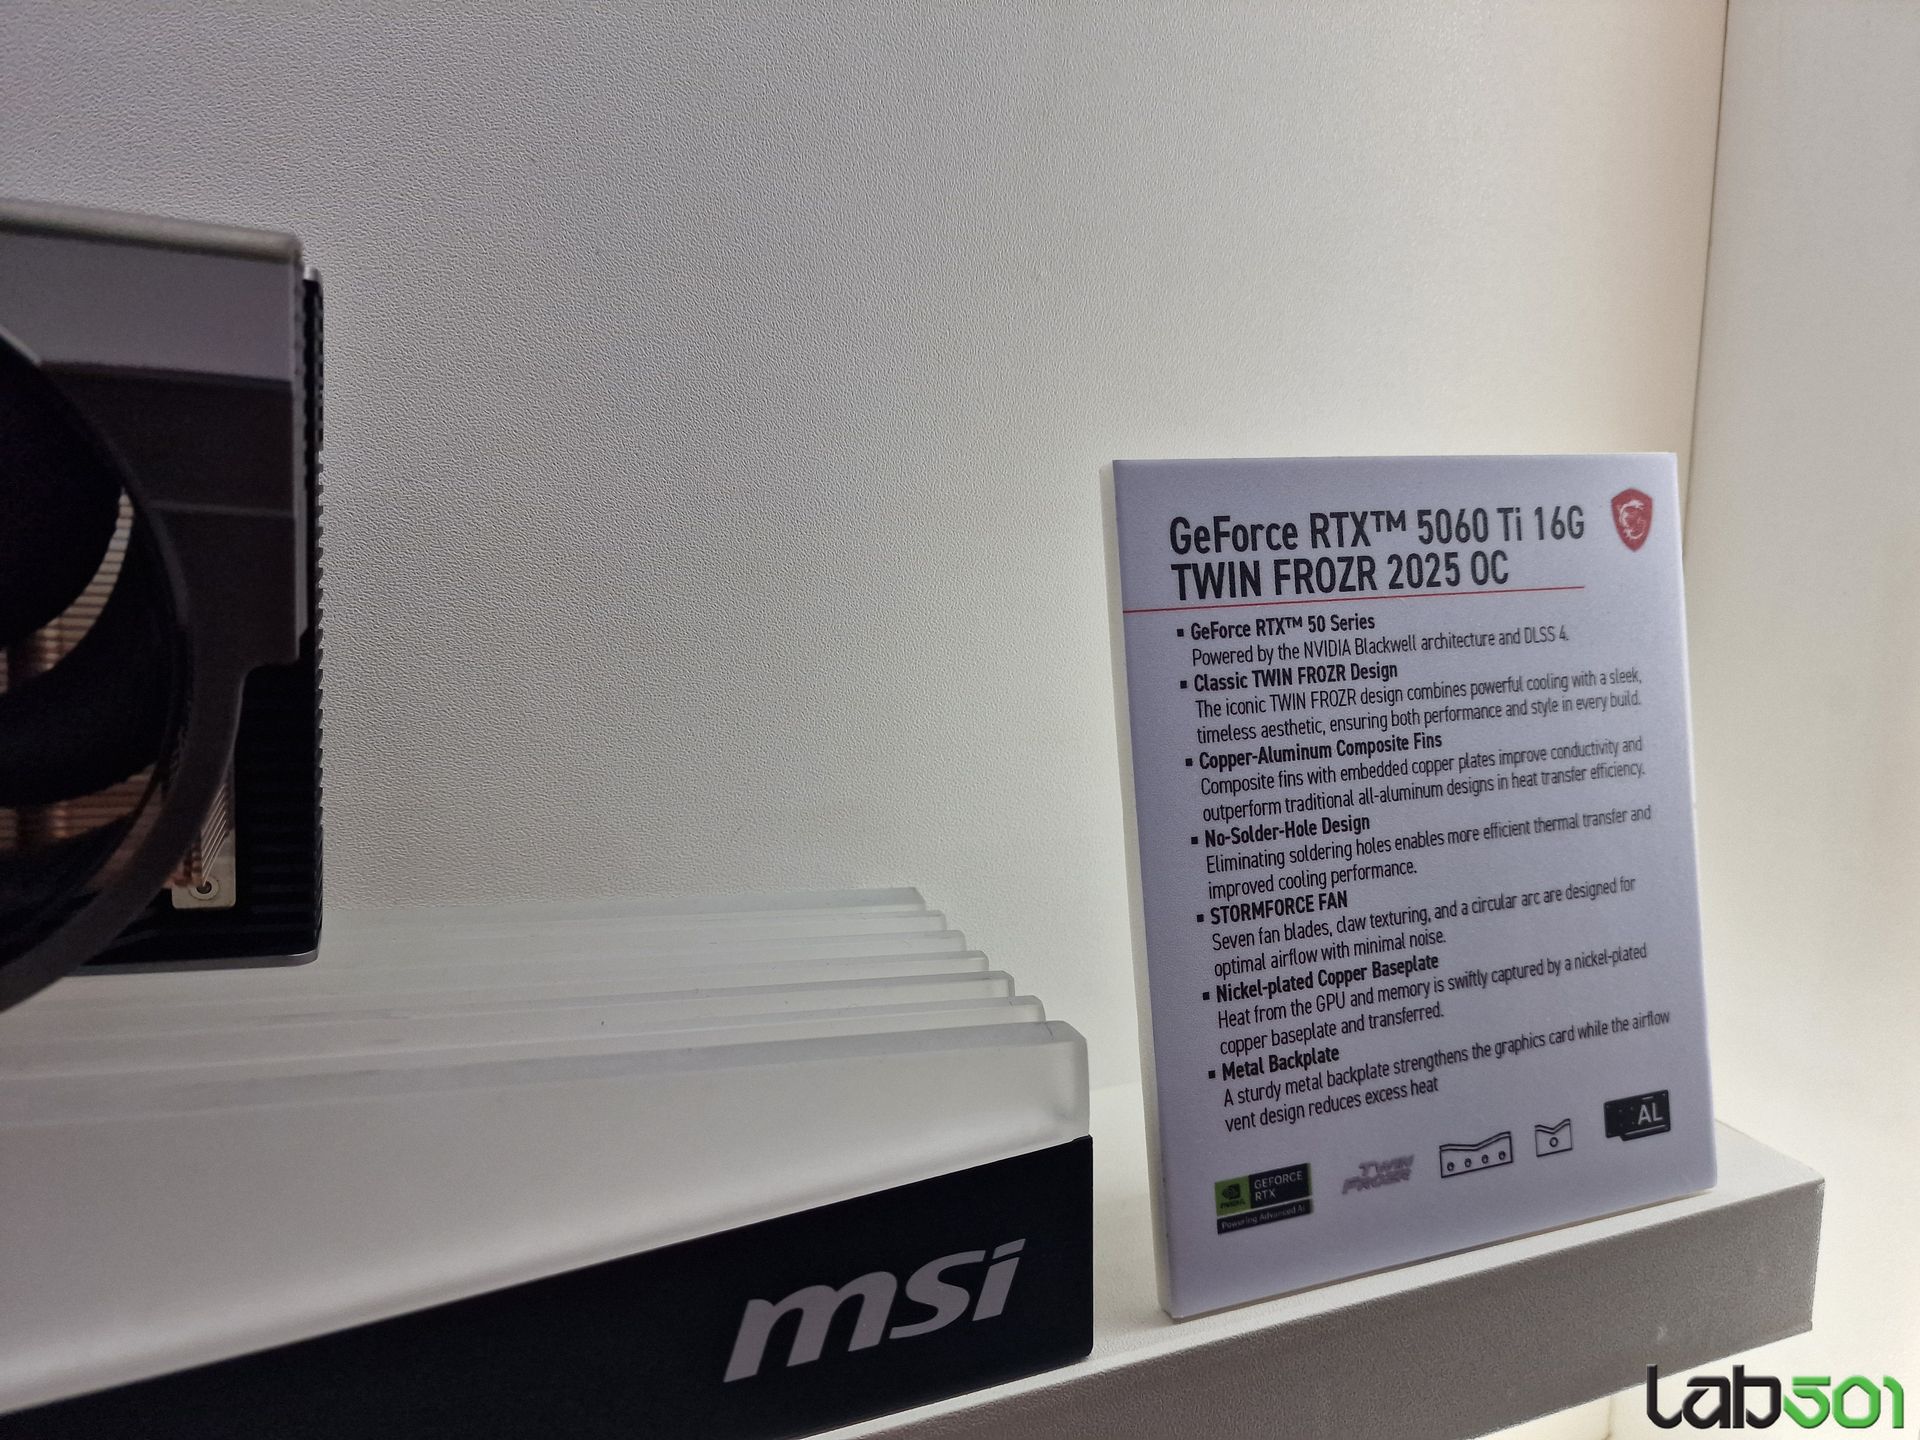 GeForce RTX™ 5060 Ti 16G
TWIN FROZR 2025 OC
▪ GeForce RTX™ 50 Series
Powered by the NVIDIA Blackwell architecture and DLSS 4.
▪ Classic TWIN FROZR Design
The iconic TWIN FROZR design combines powerful cooling with a sleek,
timeless aesthetic, ensuring both performance and style in every build.
▪ Copper-Aluminum Composite Fins
Composite fins with embedded copper plates improve conductivity and
outperform traditional all-aluminum designs in heat transfer efficiency.
▪ No-Solder-Hole Design
Eliminating soldering holes enables more efficient thermal transfer and
improved cooling performance.
▪ STORMFORCE FAN
Seven fan blades, claw texturing, and a circular arc are designed for
optimal airflow with minimal noise.
▪ Nickel-plated Copper Baseplate
Heat from the GPU and memory is swiftly captured by a nickel-plated
copper baseplate and transferred.
▪ Metal Backplate
A sturdy metal backplate strengthens the graphics card while the airflow
vent design reduces excess heat
AL
NVIDIA
GEFORCE
RTX
Powering Advanced AI
TWIN
FROZR
msi
Lab501